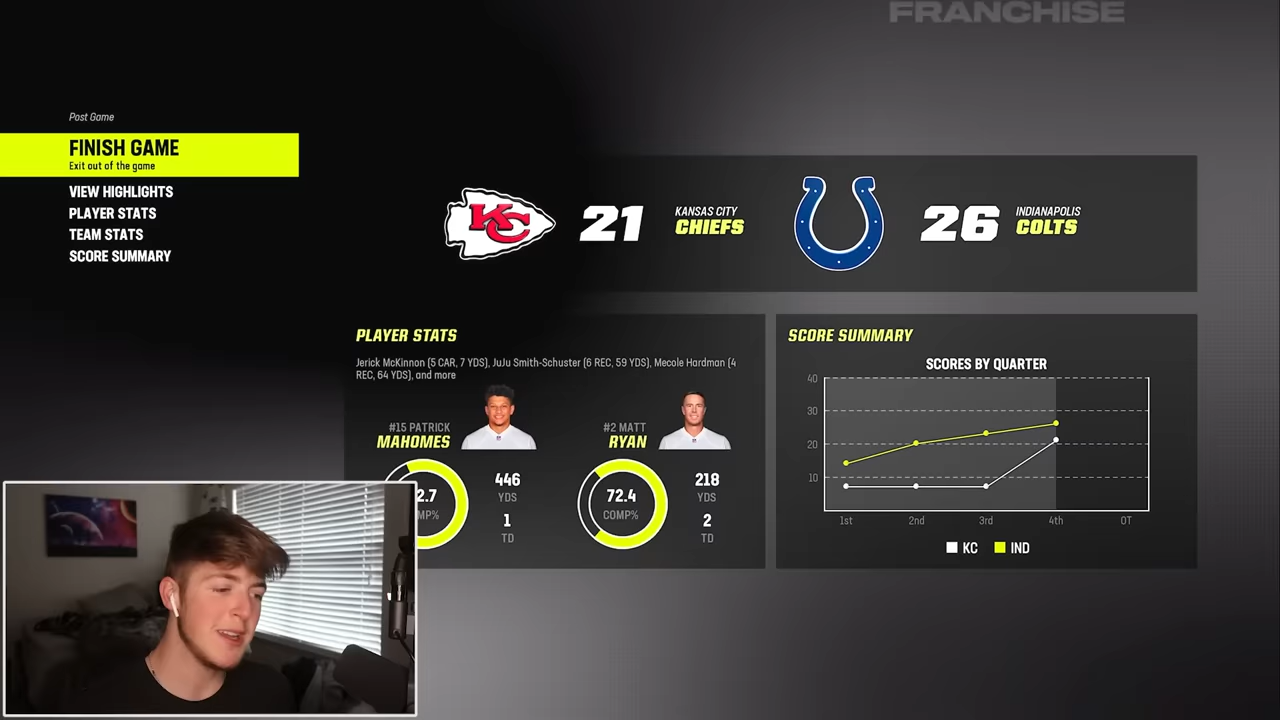 FRANCHISE
Post Game
FINISH GAME
Exit out of the game
VIEW HIGHLIGHTS
PLAYER STATS
TEAM STATS
SCORE SUMMARY
KC
21
KANSAS CITY
CHIEFS
26
INDIANAPOLIS
COLTS
PLAYER STATS
Jerick McKinnon (5 CAR, 7 YDS), JuJu Smith-Schuster (6 REC, 59 YDS), Mecole Hardman (4
REC, 64 YDS), and more
#15 PATRICK
MAHOMES
446
YDS
1
TD
#2 MATT
RYAN
72.4
COMP%
218
YDS
2
TD
SCORE SUMMARY
SCORES BY QUARTER
40
30
20
10
1st 2nd 3rd 4th OT
KC IND